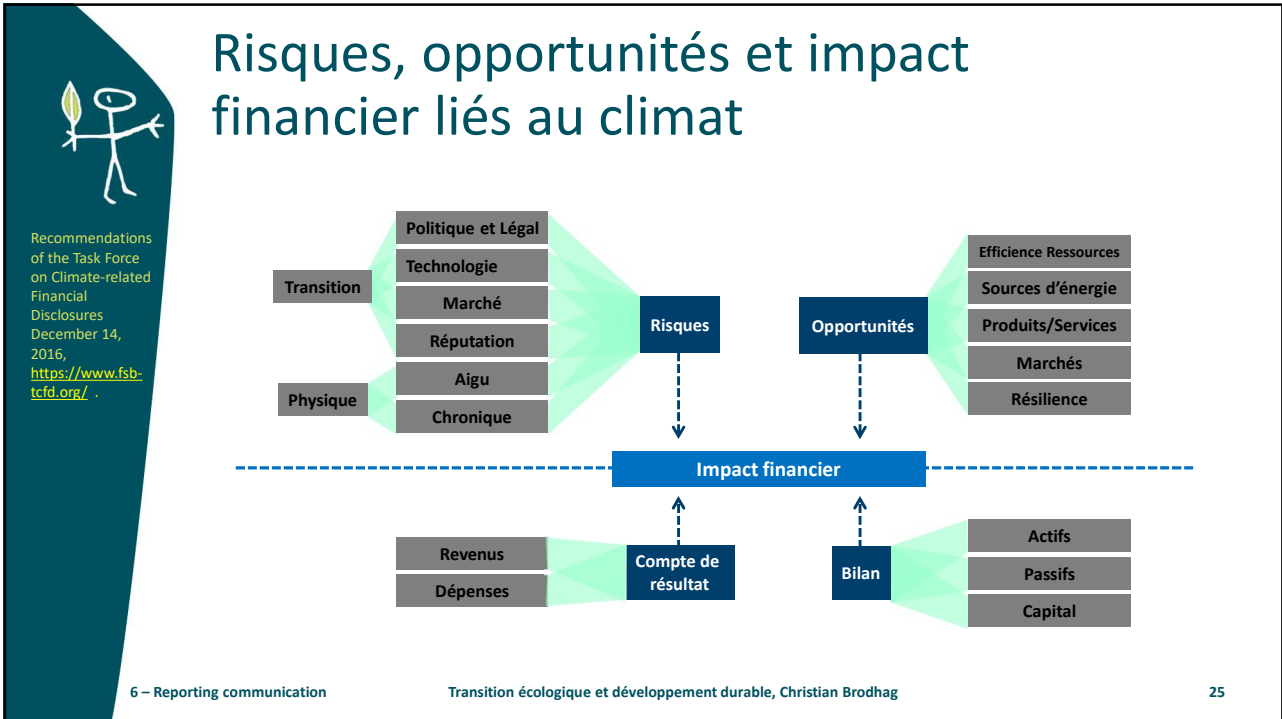 Risques, opportunités et impact
financier liés au climat
Recommendations
of the Task Force
on Climate-related
Financial
Disclosures
December 14,
2016,
https://www.fsb-
tcfd.org/ .
Transition
Physique
Politique et Légal
Technologie
Marché
Réputation
Aigu
Chronique
Risques
Opportunités
Efficience Ressources
Sources d’énergie
Produits/Services
Marchés
Résilience
Impact financier
Revenus
Dépenses
Compte de
résultat
Bilan
Actifs
Passifs
Capital
6 – Reporting communication
Transition écologique et développement durable, Christian Brodhag
25